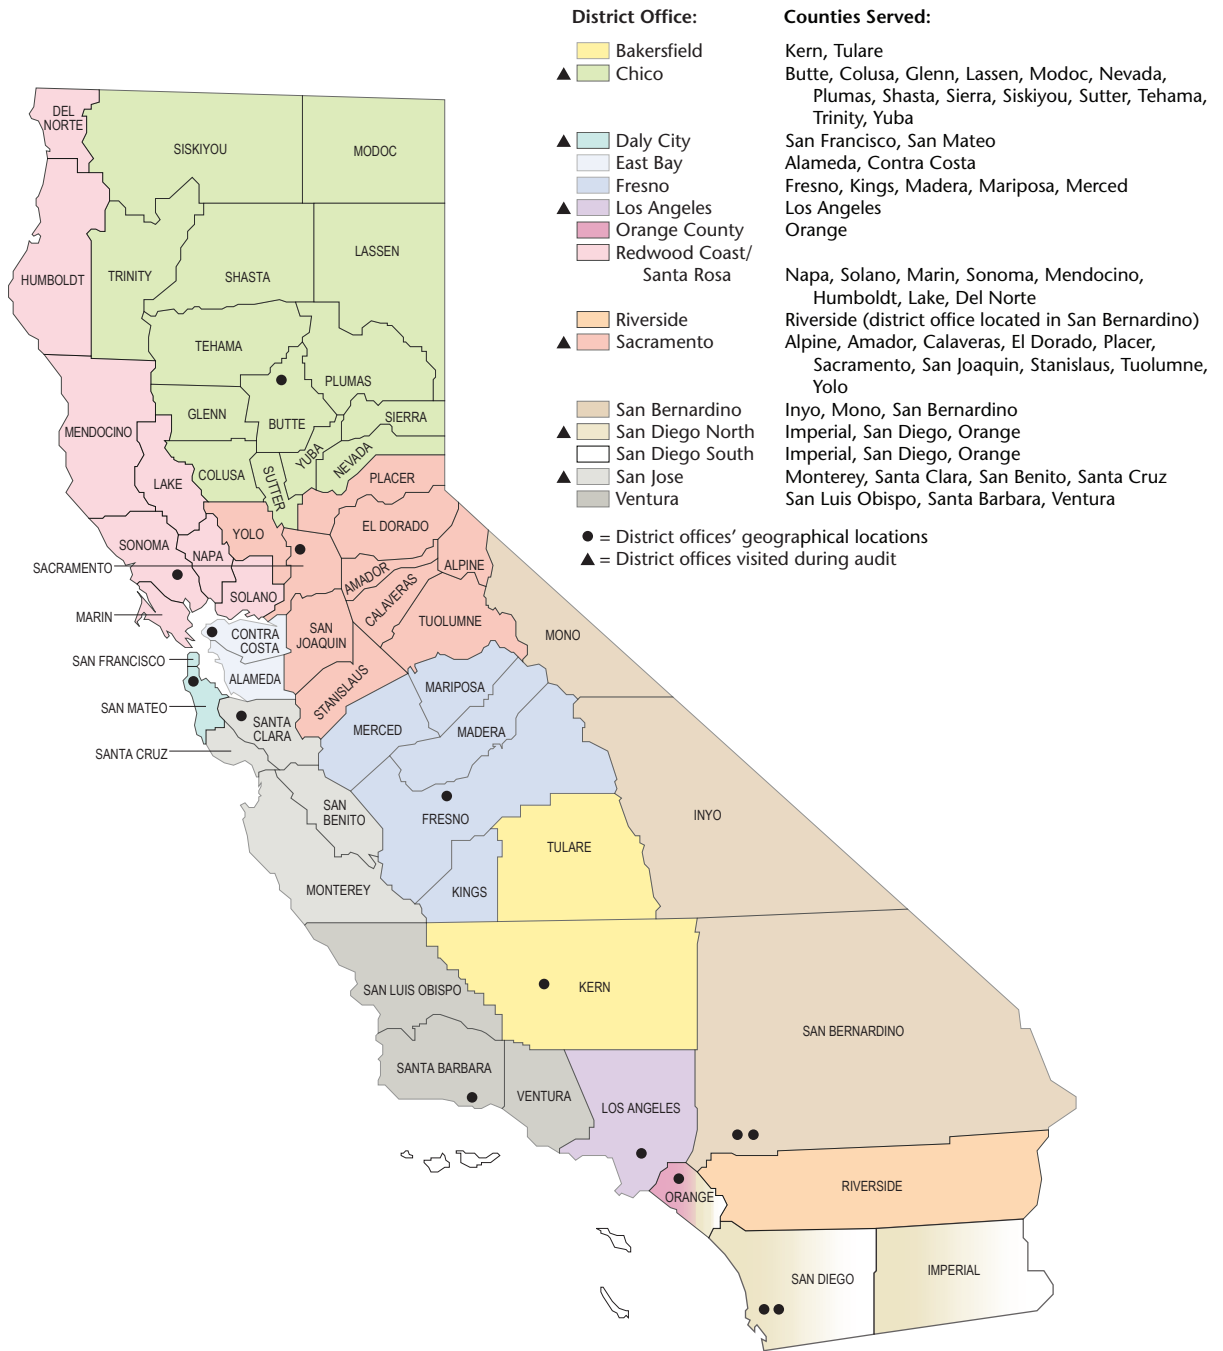 District Office: Counties Served:
Bakersfield Kern, Tulare
▲ Chico Butte, Colusa, Glenn, Lassen, Modoc, Nevada,
Plumas, Shasta, Sierra, Siskiyou, Sutter, Tehama,
Trinity, Yuba
▲ Daly City San Francisco, San Mateo
East Bay Alameda, Contra Costa
Fresno Fresno, Kings, Madera, Mariposa, Merced
▲ Los Angeles Los Angeles
Orange County Orange
Redwood Coast/
Santa Rosa Napa, Solano, Marin, Sonoma, Mendocino,
Humboldt, Lake, Del Norte
Riverside Riverside (district office located in San Bernardino)
▲ Sacramento Alpine, Amador, Calaveras, El Dorado, Placer,
Sacramento, San Joaquin, Stanislaus, Tuolumne,
Yolo
San Bernardino Inyo, Mono, San Bernardino
▲ San Diego North Imperial, San Diego, Orange
San Diego South Imperial, San Diego, Orange
▲ San Jose Monterey, Santa Clara, San Benito, Santa Cruz
Ventura San Luis Obispo, Santa Barbara, Ventura
● = District offices' geographical locations
▲ = District offices visited during audit
DEL
NORTE
SISKIYOU
MODOC
HUMBOLDT
TRINITY
SHASTA
LASSEN
TEHAMA
PLUMAS
GLENN
BUTTE
SIERRA
MENDOCINO
LAKE
COLUSA
SUTTER
YUBA
NEVADA
PLACER
SONOMA
NAPA
YOLO
EL DORADO
SACRAMENTO
AMADOR
ALPINE
MARIN
SOLANO
CALAVERAS
CONTRA
COSTA
SAN
JOAQUIN
TUOLUMNE
MONO
SAN FRANCISCO
ALAMEDA
STANISLAUS
MARIPOSA
SAN MATEO
SANTA
CLARA
MERCED
MADERA
SANTA CRUZ
SAN
BENITO
FRESNO
INYO
TULARE
MONTEREY
KINGS
SAN LUIS OBISPO
KERN
SAN BERNARDINO
SANTA BARBARA
VENTURA
LOS ANGELES
ORANGE
RIVERSIDE
SAN DIEGO
IMPERIAL